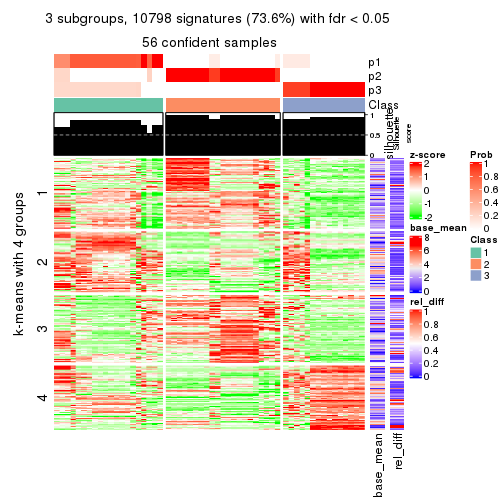 3 subgroups, 10798 signatures (73.6%) with fdr < 0.05
56 confident samples
p1
p2
p3
Class
1
0.5
0
silhouette
Silhouette
score
k-means with 4 groups
1
2
3
4
base_mean
rel_diff
z-score
2
1
0
-1
-2
base_mean
8
6
4
2
0
rel_diff
1
0.8
0.6
0.4
0.2
0
Prob
1
0.8
0.6
0.4
0.2
0
Class
1
2
3